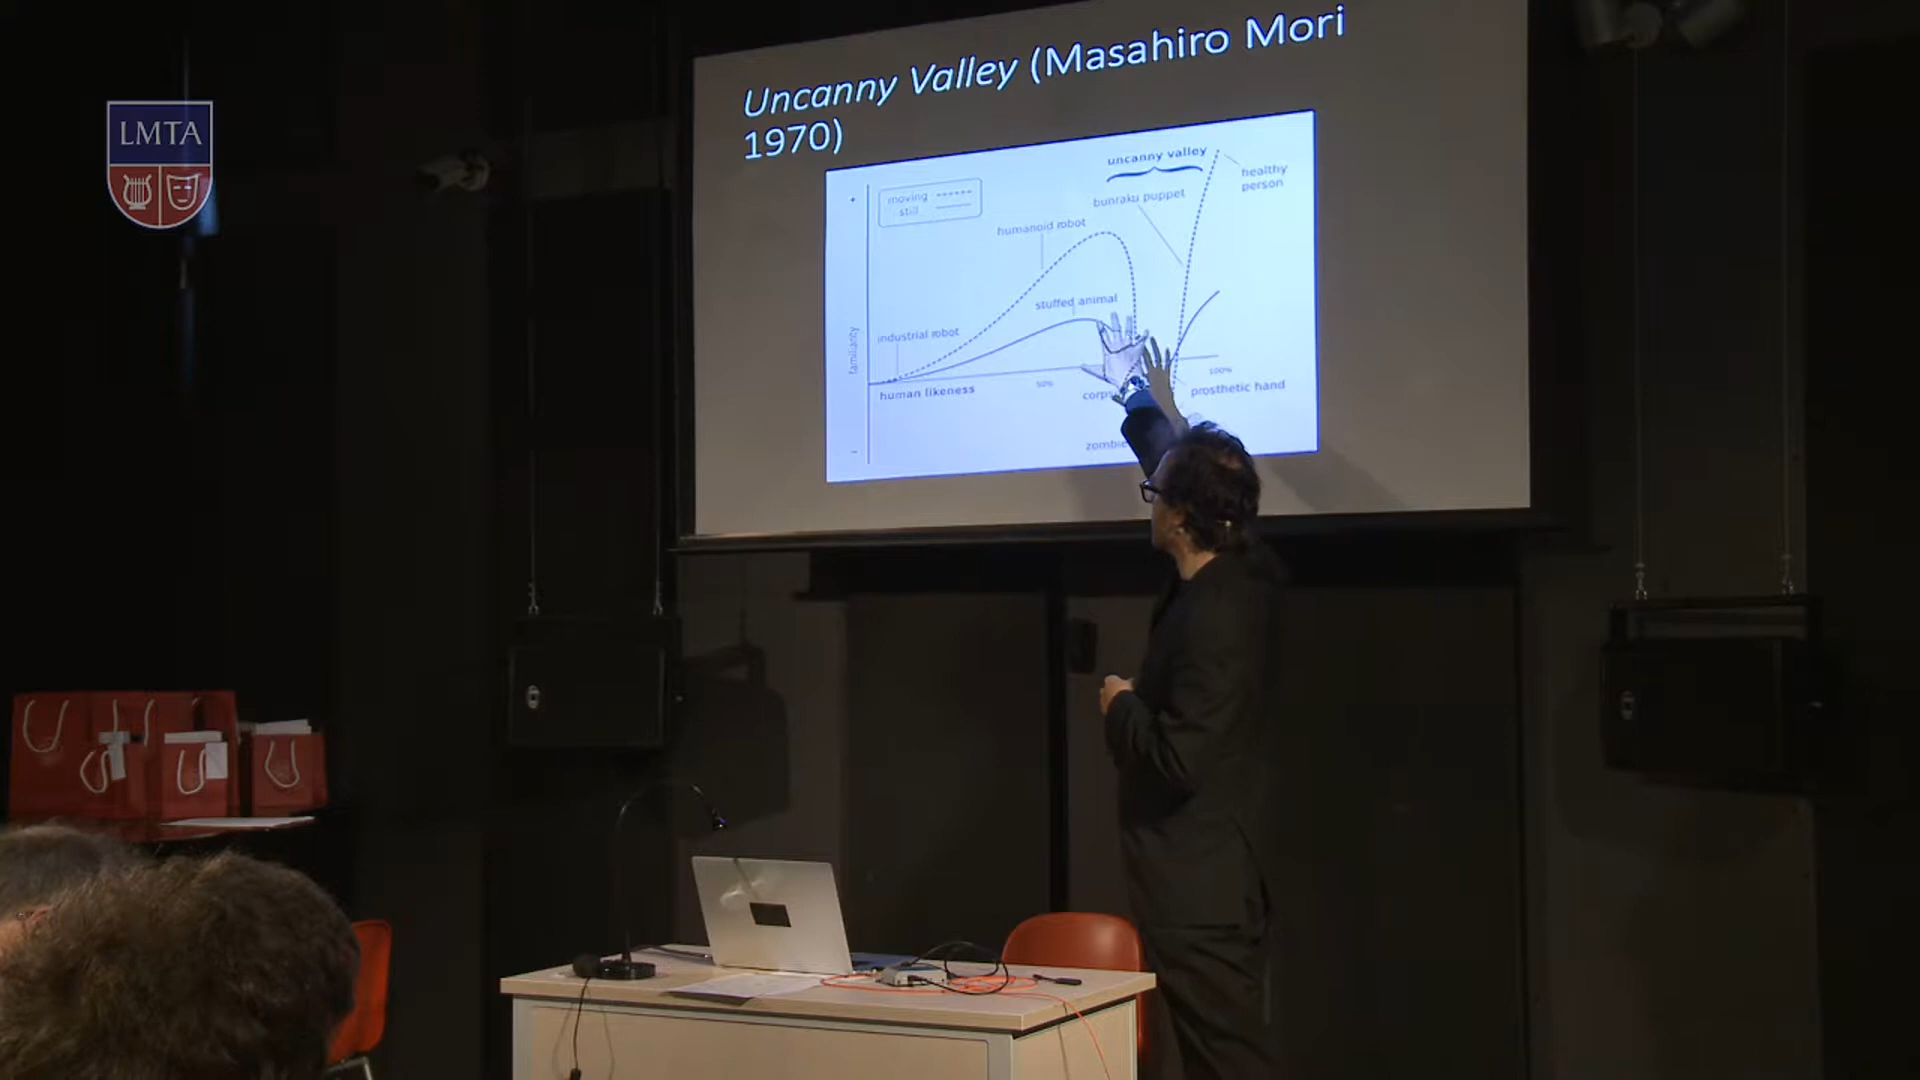 LMTA
Uncanny Valley (Masahiro Mori
1970)
uncanny valley
healthy
person
moving
still
bunraku puppet
humanoid robot
stuffed animal
industrial robot
familiarity
human likeness
50%
100%
corps
prosthetic hand
zombie
+
-